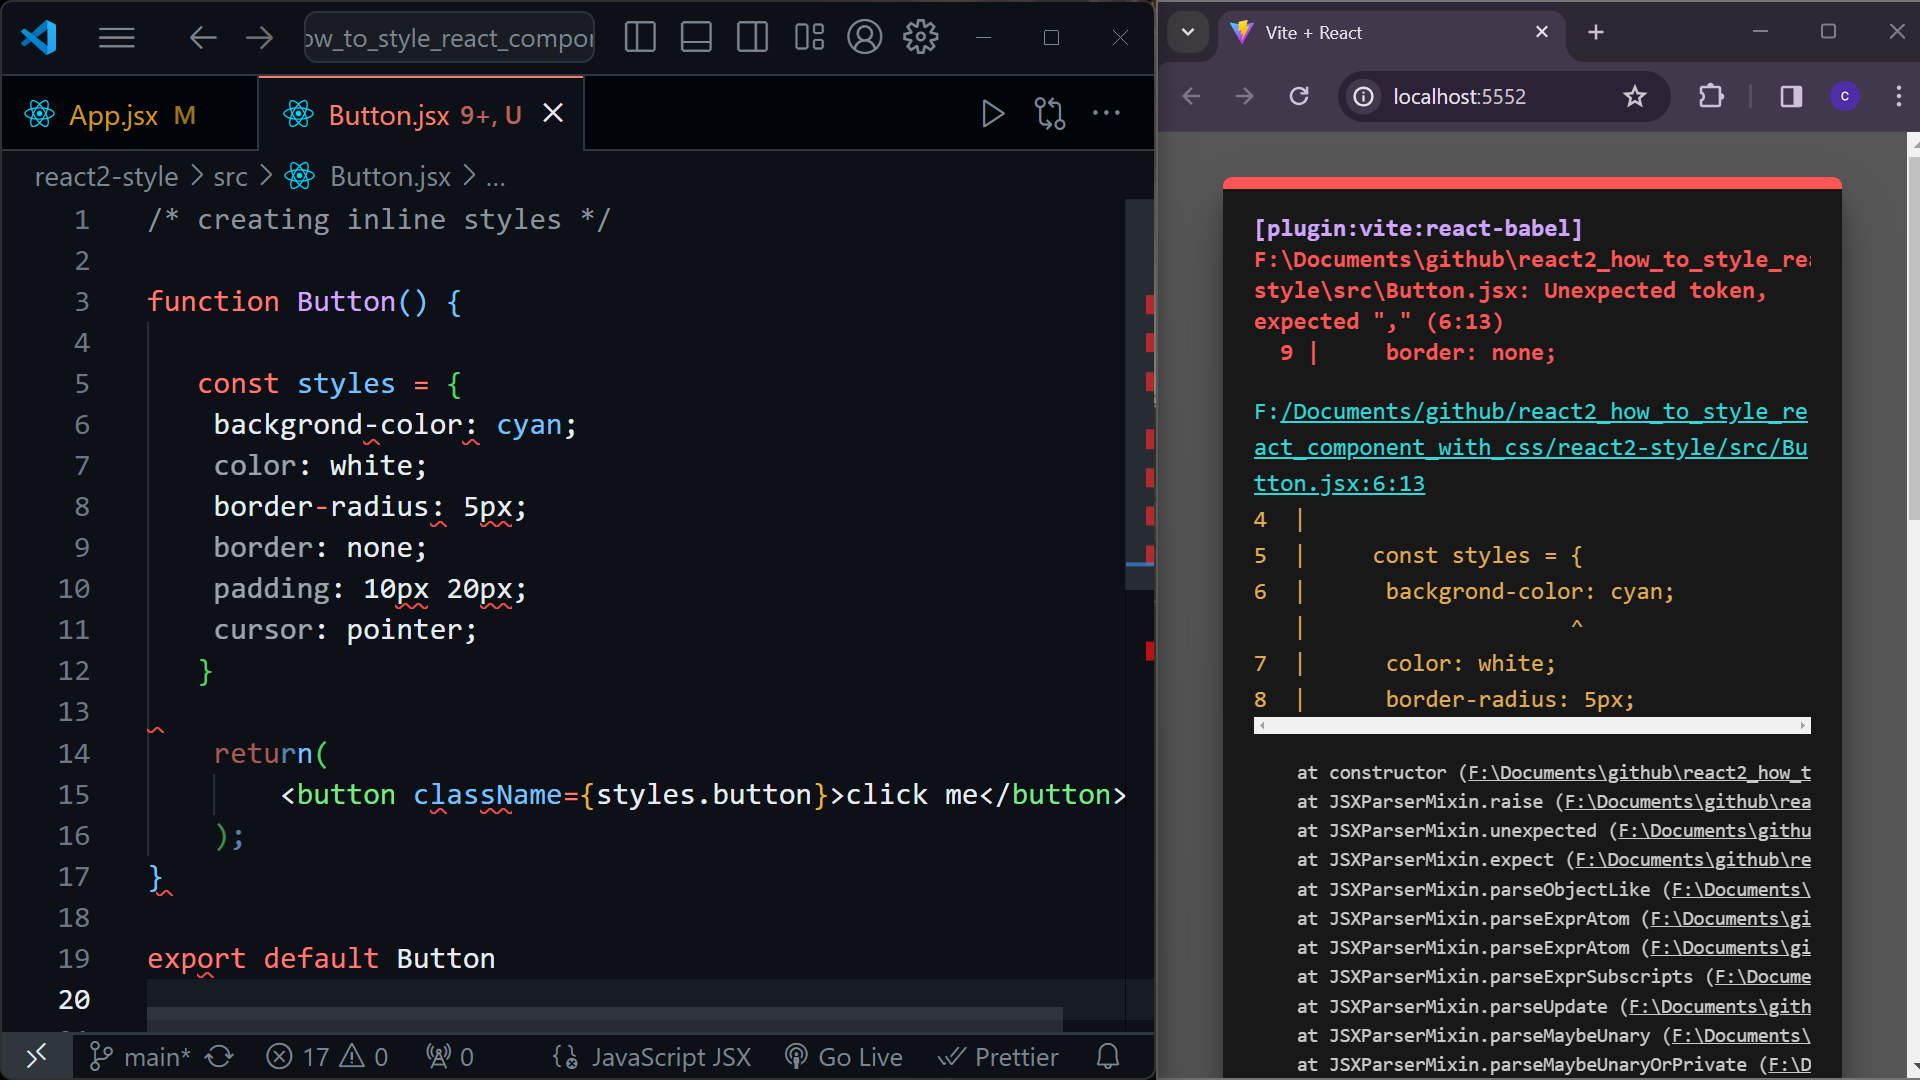 ow_to_style_react_compor
App.jsx M
Button.jsx 9+, U
react2-style > src > Button.jsx > ...
1 /* creating inline styles */
2
3 function Button() {
4
5 const styles = {
6 backgrond-color: cyan;
7 color: white;
8 border-radius: 5px;
9 border: none;
10 padding: 10px 20px;
11 cursor: pointer;
12 }
13
14 return(
15 <button className={styles.button}>click me</button>
16 );
17 }
18
19 export default Button
20
main* 17 0 0 JavaScript JSX Go Live Prettier
Vite + React
localhost:5552
c
[plugin:vite:react-babel]
F:\Documents\github\react2_how_to_style_rea
style\src\Button.jsx: Unexpected token,
expected "," (6:13)
9 | border: none;
F:/Documents/github/react2_how_to_style_re
act_component_with_css/react2-style/src/Bu
tton.jsx:6:13
4 |
5 | const styles = {
6 | backgrond-color: cyan;
| ^
7 | color: white;
8 | border-radius: 5px;
at constructor (F:\Documents\github\react2_how_t
at JSXParserMixin.raise (F:\Documents\github\rea
at JSXParserMixin.unexpected (F:\Documents\githu
at JSXParserMixin.expect (F:\Documents\github\re
at JSXParserMixin.parseObjectLike (F:\Documents\
at JSXParserMixin.parseExprAtom (F:\Documents\gi
at JSXParserMixin.parseExprAtom (F:\Documents\gi
at JSXParserMixin.parseExprSubscripts (F:\Docume
at JSXParserMixin.parseUpdate (F:\Documents\gith
at JSXParserMixin.parseMaybeUnary (F:\Documents\
at JSXParserMixin.parseMaybeUnaryOrPrivate (F:\D